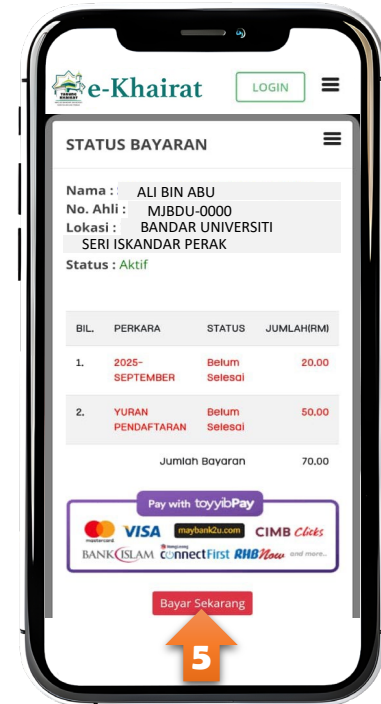 e-Khairat LOGIN
STATUS BAYARAN
Nama : ALI BIN ABU
No. Ahli : MJBDU-0000
Lokasi : BANDAR UNIVERSITI
SERI ISKANDAR PERAK
Status : Aktif
BIL. PERKARA STATUS JUMLAH(RM)
1. 2025-SEPTEMBER Belum Selesai 20.00
2. YURAN PENDAFTARAN Belum Selesai 50.00
Jumlah Bayaran 70.00
Pay with toyyibPay
mastercard VISA maybank2u.com CIMB Clicks
BANK ISLAM connectFirst RHB Now and more..
Bayar Sekarang
5